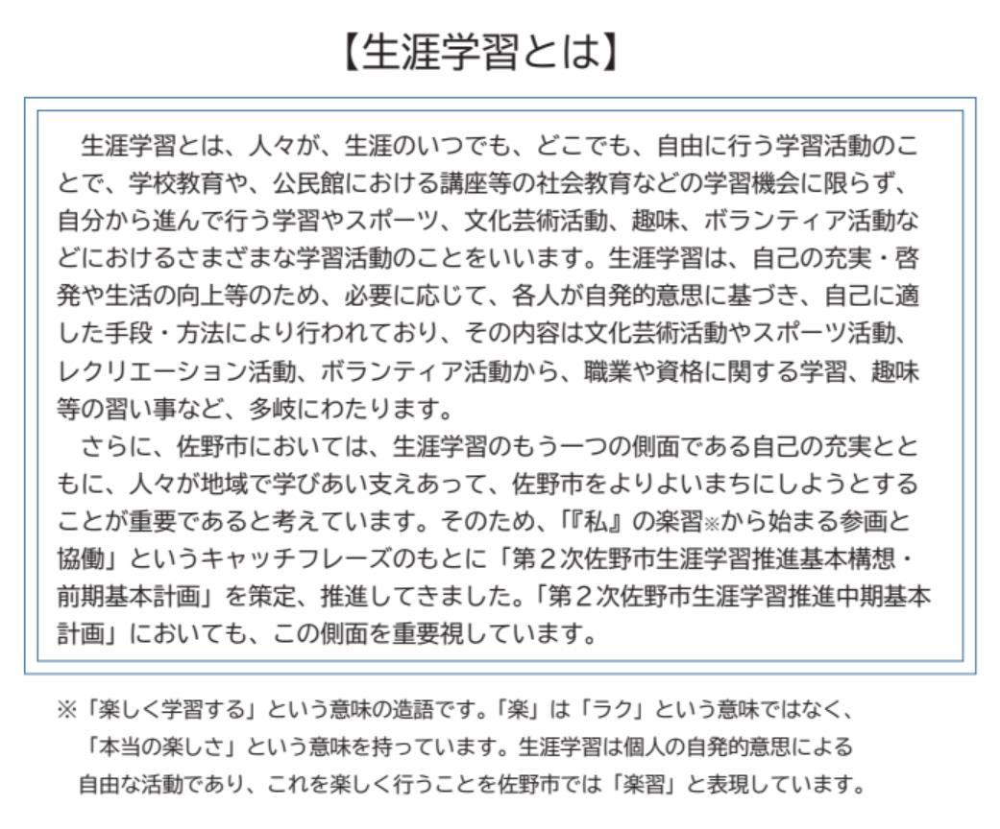 【生涯学習とは】
　生涯学習とは、人々が、生涯のいつでも、どこでも、自由に行う学習活動のこ
とで、学校教育や、公民館における講座等の社会教育などの学習機会に限らず、
自分から進んで行う学習やスポーツ、文化芸術活動、趣味、ボランティア活動な
どにおけるさまざまな学習活動のことをいいます。生涯学習は、自己の充実・啓
発や生活の向上等のため、必要に応じて、各人が自発的意思に基づき、自己に適
した手段・方法により行われており、その内容は文化芸術活動やスポーツ活動、
レクリエーション活動、ボランティア活動から、職業や資格に関する学習、趣味
等の習い事など、多岐にわたります。
　さらに、佐野市においては、生涯学習のもう一つの側面である自己の充実とと
もに、人々が地域で学びあい支えあって、佐野市をよりよいまちにしようとする
ことが重要であると考えています。そのため、「『私』の楽習※から始まる参画と
協働」というキャッチフレーズのもとに「第２次佐野市生涯学習推進基本構想・
前期基本計画」を策定、推進してきました。「第２次佐野市生涯学習推進中期基本
計画」においても、この側面を重要視しています。
※「楽しく学習する」という意味の造語です。「楽」は「ラク」という意味ではなく、
「本当の楽しさ」という意味を持っています。生涯学習は個人の自発的意思による
自由な活動であり、これを楽しく行うことを佐野市では「楽習」と表現しています。